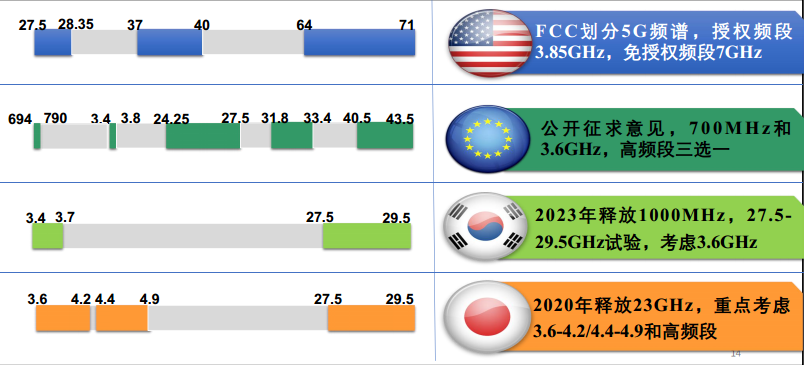 27.5 28.35 37 40 64 71
FCC划分5G频谱，授权频段
3.85GHz，免授权频段7GHz
694 790 3.4 3.8 24.25 27.5 31.8 33.4 40.5 43.5
公开征求意见，700MHz和
3.6GHz，高频段三选一
3.4 3.7 27.5 29.5
2023年释放1000MHz，27.5-
29.5GHz试验，考虑3.6GHz
3.6 4.2 4.4 4.9 27.5 29.5
2020年释放23GHz，重点考虑
3.6-4.2/4.4-4.9和高频段
14